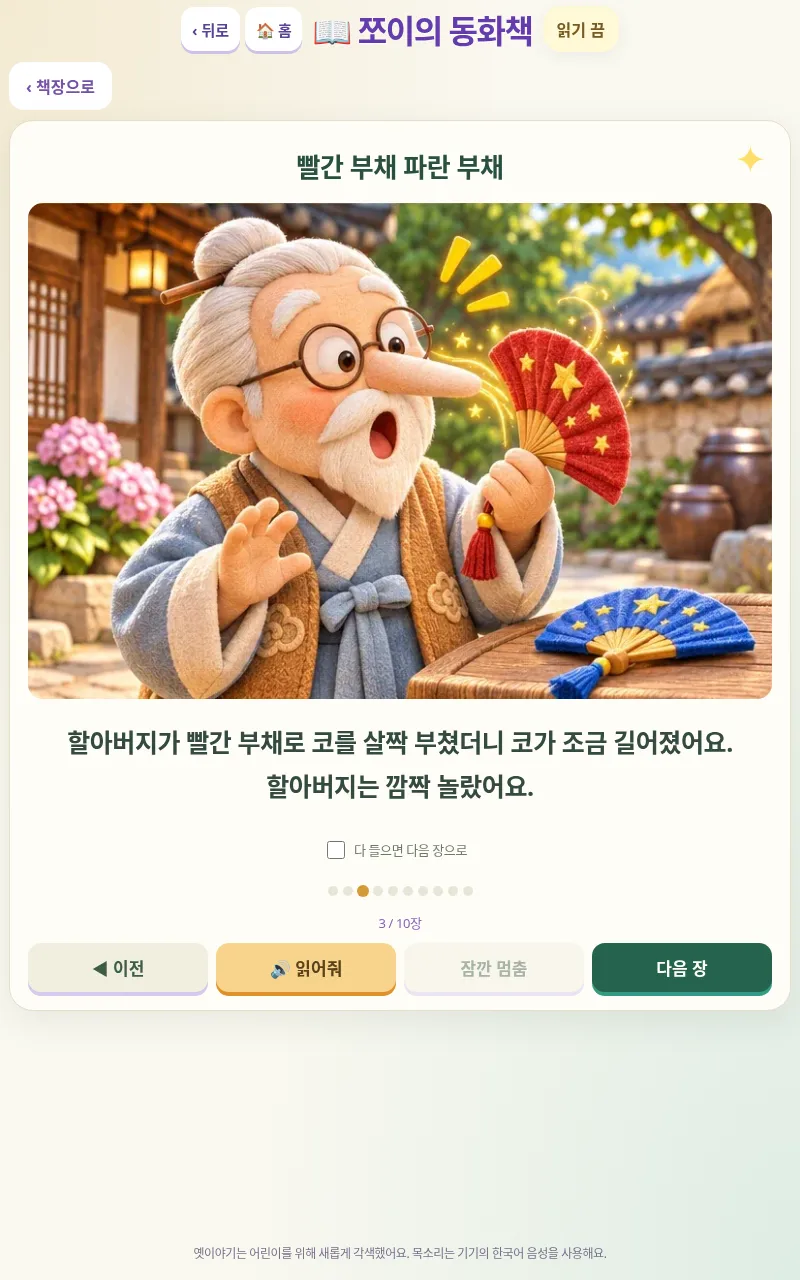 ‹ 뒤로 🏠 홈 📖 쪼이의 동화책 읽기 끝
‹ 책장으로
빨간 부채 파란 부채
할아버지가 빨간 부채로 코를 살짝 부쳤더니 코가 조금 길어졌어요.
할아버지는 깜짝 놀랐어요.
다 들으면 다음 장으로
3 / 10장
◀ 이전 🔊 읽어줘 잠깐 멈춤 다음 장
옛이야기는 어린이를 위해 새롭게 각색했어요. 목소리는 기기의 한국어 음성을 사용해요.